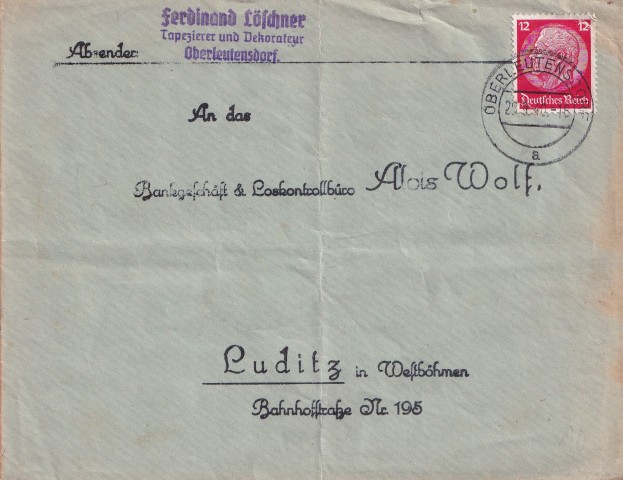 Ferdinand Löschner
Tapezierer und Dekorateur
Oberleutensdorf.
Absender:
12 12
Deutsches Reich
OBERLEUTENS
a
An das
Bankgeschäft & Loskontrollbüro Alois Wolf.
Luditz in Westböhmen
Bahnhofstraße Nr. 195